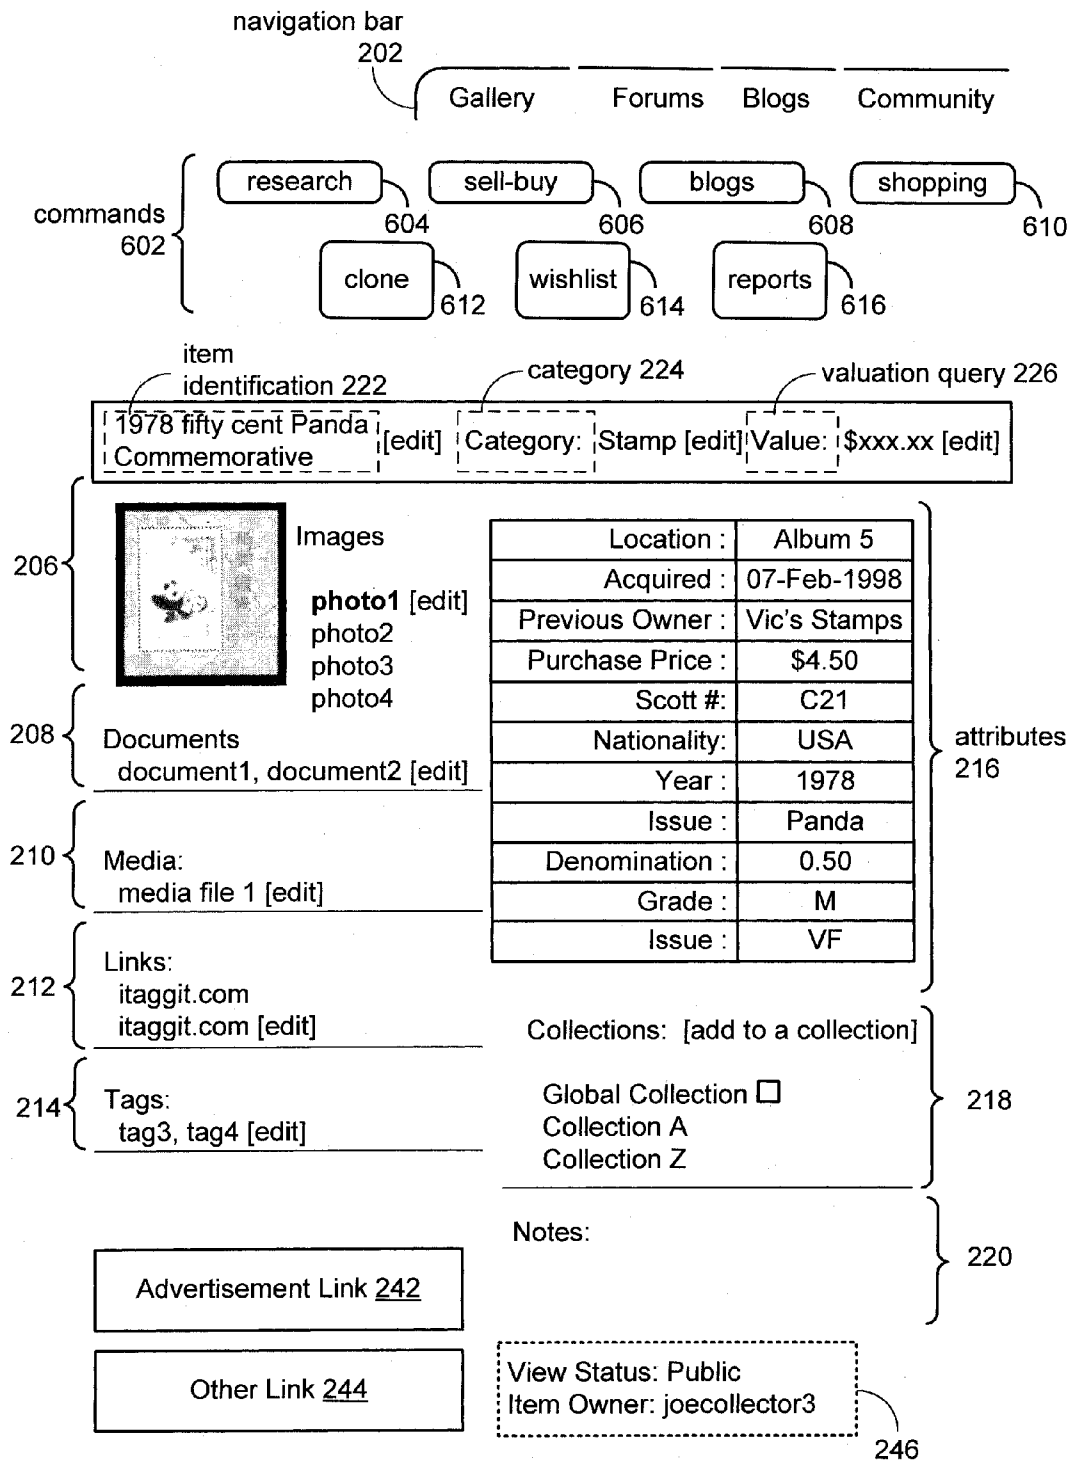 navigation bar
202
Gallery Forums Blogs Community
research sell-buy blogs shopping
604 606 608 610
commands
602
clone wishlist reports
612 614 616
item
identification 222
category 224
valuation query 226
1978 fifty cent Panda
Commemorative
[edit] Category: Stamp [edit] Value: $xxx.xx [edit]
206
Images
photo1 [edit]
photo2
photo3
photo4
208
Documents
document1, document2 [edit]
210
Media:
media file 1 [edit]
212
Links:
itaggit.com
itaggit.com [edit]
214
Tags:
tag3, tag4 [edit]
Location : Album 5
Acquired : 07-Feb-1998
Previous Owner : Vic's Stamps
Purchase Price : $4.50
Scott #: C21
Nationality: USA
Year : 1978
Issue : Panda
Denomination : 0.50
Grade : M
Issue : VF
attributes
216
Collections: [add to a collection]
Global Collection
Collection A
Collection Z
218
Notes:
220
Advertisement Link 242
Other Link 244
View Status: Public
Item Owner: joecollector3
246